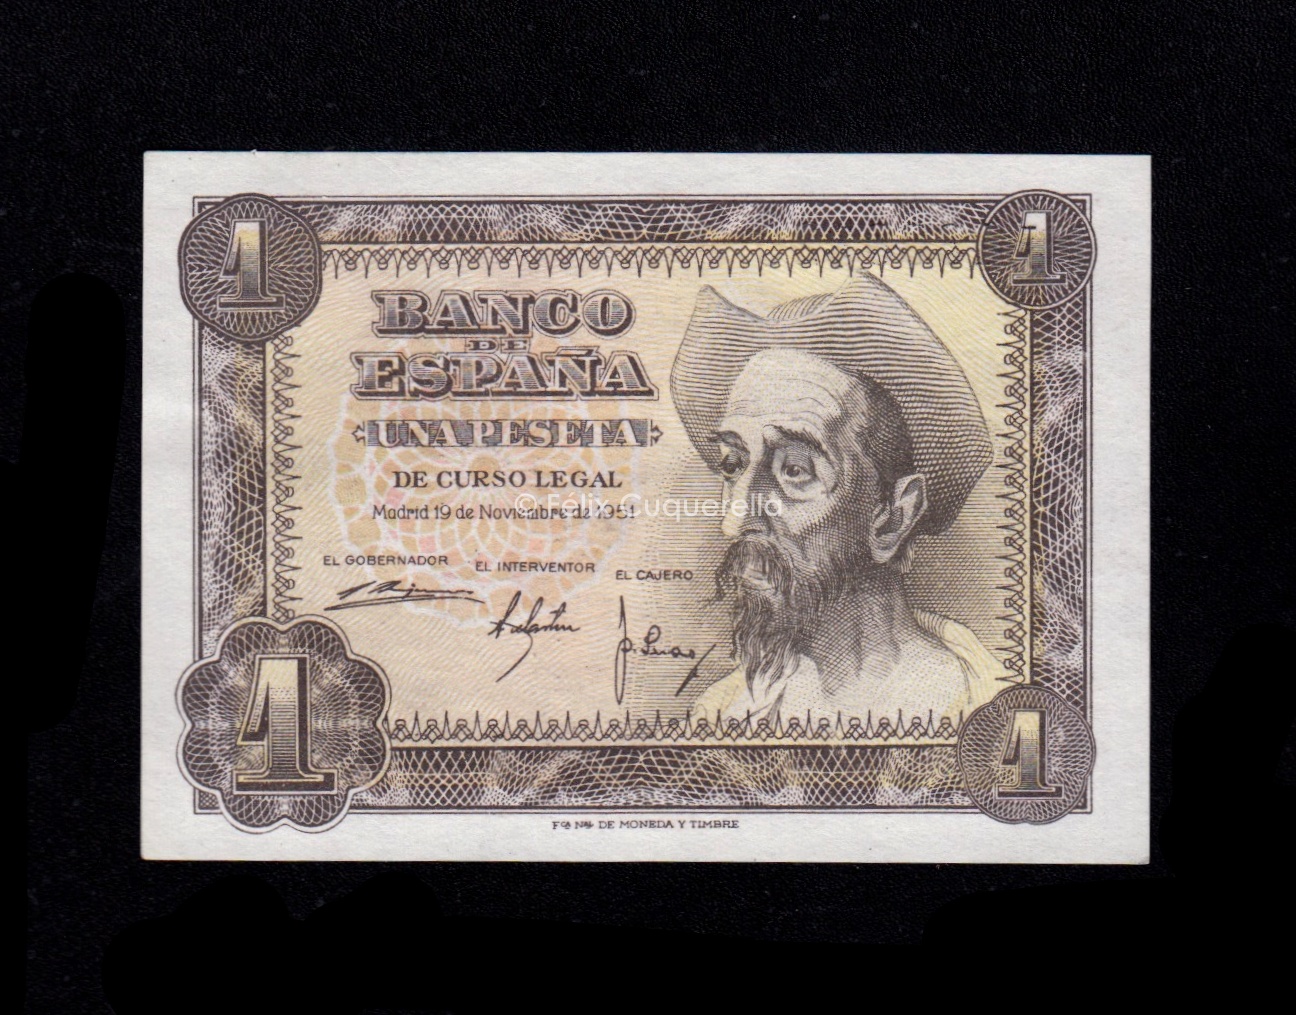 1
1
BANCO
DE
ESPAÑA
UNA PESETA
DE CURSO LEGAL
© Félix Cuquerella
Madrid 19 de Noviembre de 1951
EL GOBERNADOR
EL INTERVENTOR
EL CAJERO
1
1
Fca Nal DE MONEDA Y TIMBRE